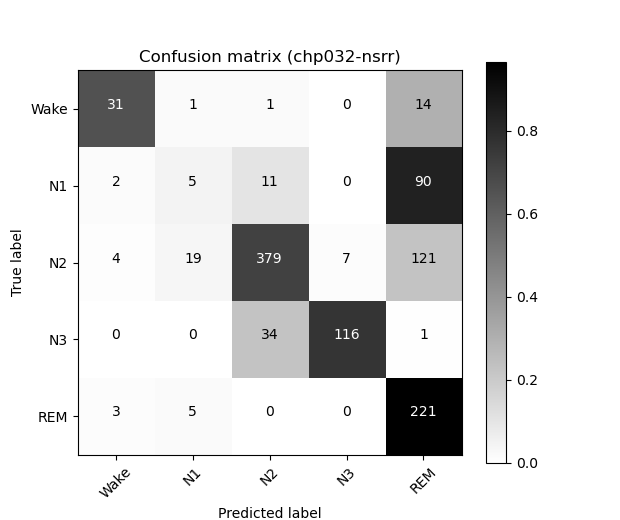 Confusion matrix (chp032-nsrr)
Wake 31 1 1 0 14
N1 2 5 11 0 90
N2 4 19 379 7 121
N3 0 0 34 116 1
REM 3 5 0 0 221
Wake N1 N2 N3 REM
Predicted label
True label
0.8
0.6
0.4
0.2
0.0